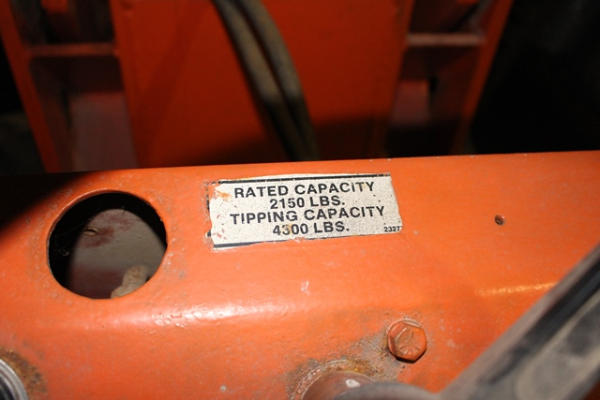 RATED CAPACITY
2150 LBS.
TIPPING CAPACITY
4300 LBS.
2327